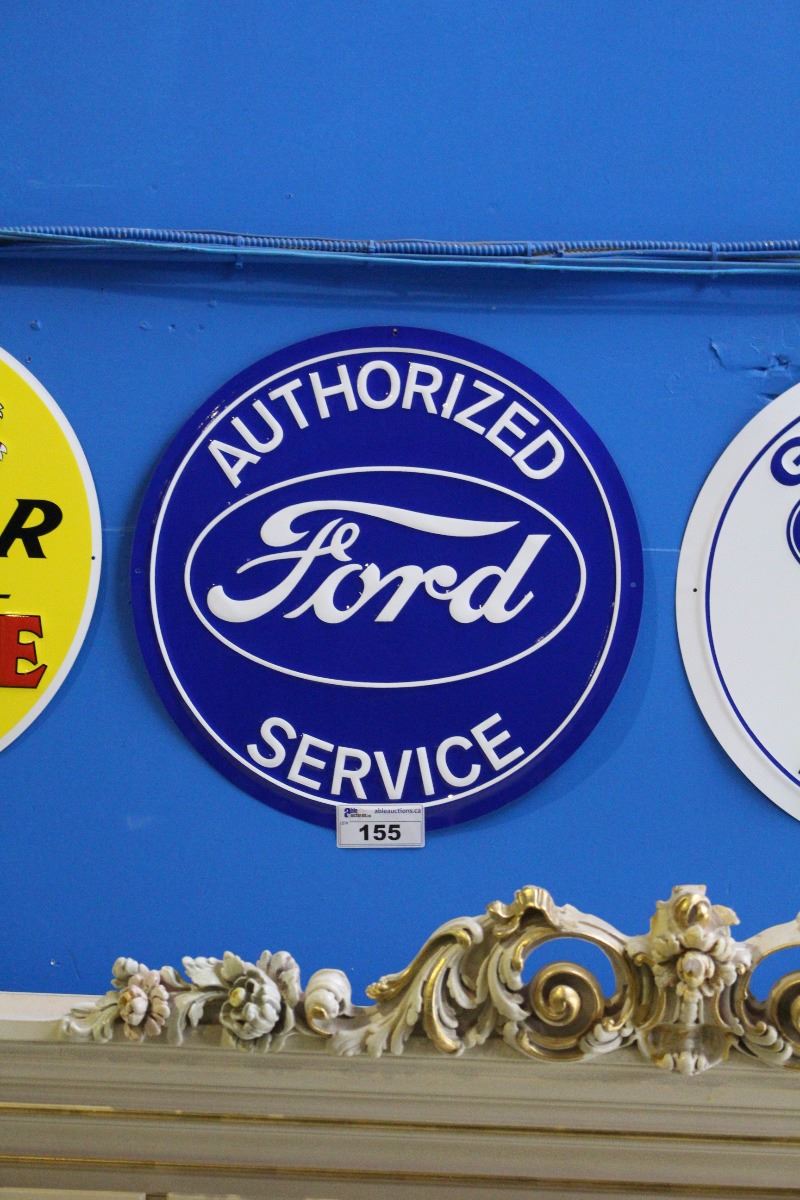 AUTHORIZED
Ford
SERVICE
ableauctions.ca
155
R
E
G